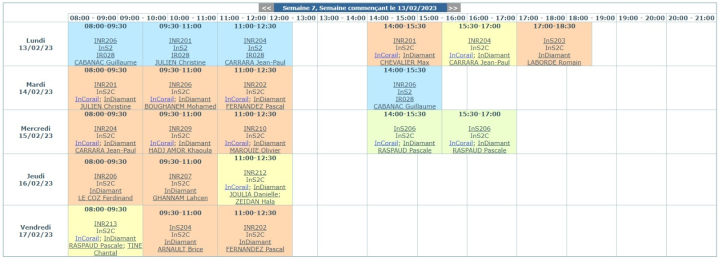 << Semaine 7, Semaine commençant le 13/02/2023 >>
08:00 - 09:00 09:00 - 10:00 10:00 - 11:00 11:00 - 12:00 12:00 - 13:00 13:00 - 14:00 14:00 - 15:00 15:00 - 16:00 16:00 - 17:00 17:00 - 18:00 18:00 - 19:00 19:00 - 20:00 20:00 - 21:00
Lundi
13/02/23
08:00-09:30
INR206
InS2
IR028
CABANAC Guillaume
09:30-11:00
INR201
InS2
IR028
JULIEN Christine
11:00-12:30
INR204
InS2
IR028
CARRARA Jean-Paul
14:00-15:30
INR201
InS2C
InCorail; InDiamant
CHEVALIER Max
15:30-17:00
INR204
InS2C
InCorail; InDiamant
CARRARA Jean-Paul
17:00-18:30
InS203
InS2C
InDiamant
LABORDE Romain
Mardi
14/02/23
08:00-09:30
INR201
InS2C
InCorail; InDiamant
JULIEN Christine
09:30-11:00
INR206
InS2C
InCorail; InDiamant
BOUGHANEM Mohamed
11:00-12:30
INR202
InS2C
InCorail; InDiamant
FERNANDEZ Pascal
14:00-15:30
INR206
InS2
IR028
CABANAC Guillaume
Mercredi
15/02/23
08:00-09:30
INR204
InS2C
InCorail; InDiamant
CARRARA Jean-Paul
09:30-11:00
INR209
InS2C
InCorail; InDiamant
HADJ AMOR Khaoula
11:00-12:30
INR210
InS2C
InCorail; InDiamant
MARQUIE Olivier
14:00-15:30
InS206
InS2C
InCorail; InDiamant
RASPAUD Pascale
15:30-17:00
InS206
InS2C
InCorail; InDiamant
RASPAUD Pascale
Jeudi
16/02/23
08:00-09:30
INR206
InS2C
InDiamant
LE COZ Ferdinand
09:30-11:00
INR207
InS2C
InDiamant
GHANNAM Lahcen
11:00-12:30
INR212
InS2C
InCorail; InDiamant
JOULIA Danielle;
ZEIDAN Hala
Vendredi
17/02/23
08:00-09:30
INR213
InS2C
InCorail; InDiamant
RASPAUD Pascale; TINE
Chantal
09:30-11:00
InS204
InS2C
InDiamant
ARNAULT Brice
11:00-12:30
INR202
InS2C
InDiamant
FERNANDEZ Pascal